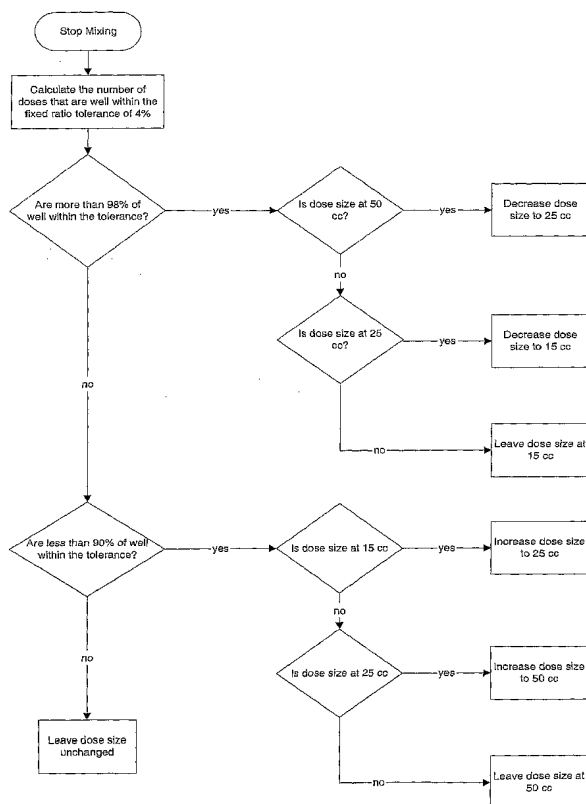 Stop Mixing
Calculate the number of
doses that are well within the
fixed ratio tolerance of 4%
Are more than 98% of
well within the tolerance?
yes
Is dose size at 50
cc?
yes
Decrease dose
size to 25 cc
no
Is dose size at 25
cc?
yes
Decrease dose
size to 15 cc
no
no
Leave dose size at
15 cc
Are less than 90% of well
within the tolerance?
yes
Is dose size at 15 cc
yes
Increase dose size
to 25 cc
no
no
Is dose size at 25 cc
yes
Increase dose size
to 50 cc
Leave dose size
unchanged
no
Leave dose size at
50 cc